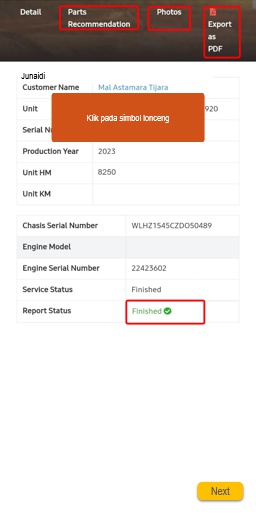 Detail
Parts Recommendation
Photos
Export as PDF
Junaidi
Customer Name Mal Astamara Tijara
Unit 920
Klik pada simbol lonceng
Serial
Production Year 2023
Unit HM 8250
Unit KM
Chasis Serial Number WLHZ1545CZDO50489
Engine Model
Engine Serial Number 22423602
Service Status Finished
Report Status Finished
Next